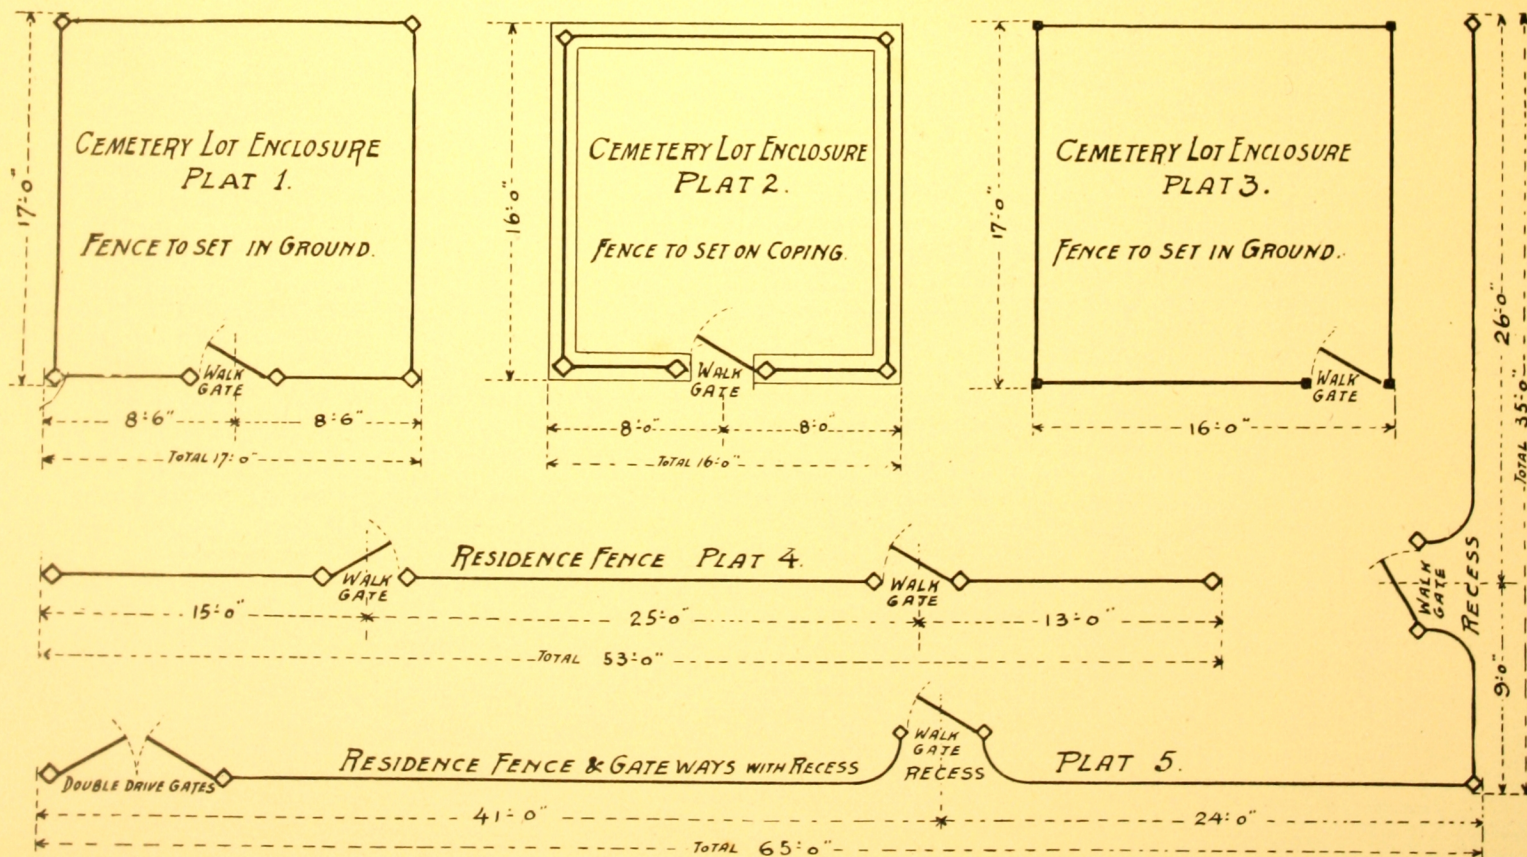 CEMETERY LOT ENCLOSURE
PLAT 1.
FENCE TO SET IN GROUND.
17'-0"
WALK
GATE
8'-6"
8'-6"
TOTAL 17'-0"
CEMETERY LOT ENCLOSURE
PLAT 2.
FENCE TO SET ON COPING.
16'-0"
WALK
GATE
8'-0"
8'-0
TOTAL 16'-0"
CEMETERY LOT ENCLOSURE
PLAT 3.
FENCE TO SET IN GROUND.
17'-0"
WALK
GATE
16'-0"
RESIDENCE FENCE PLAT 4.
WALK
GATE
WALK
GATE
15'-0"
25'-0"
13'-0"
TOTAL 53'-0"
RESIDENCE FENCE & GATEWAYS WITH RECESS
PLAT 5.
DOUBLE DRIVE GATES
WALK
GATE
RECESS
41'-0"
24'-0"
TOTAL 65'-0"
WALK
GATE
RECESS
26'-0"
9'-0"
TOTAL 35'-0"